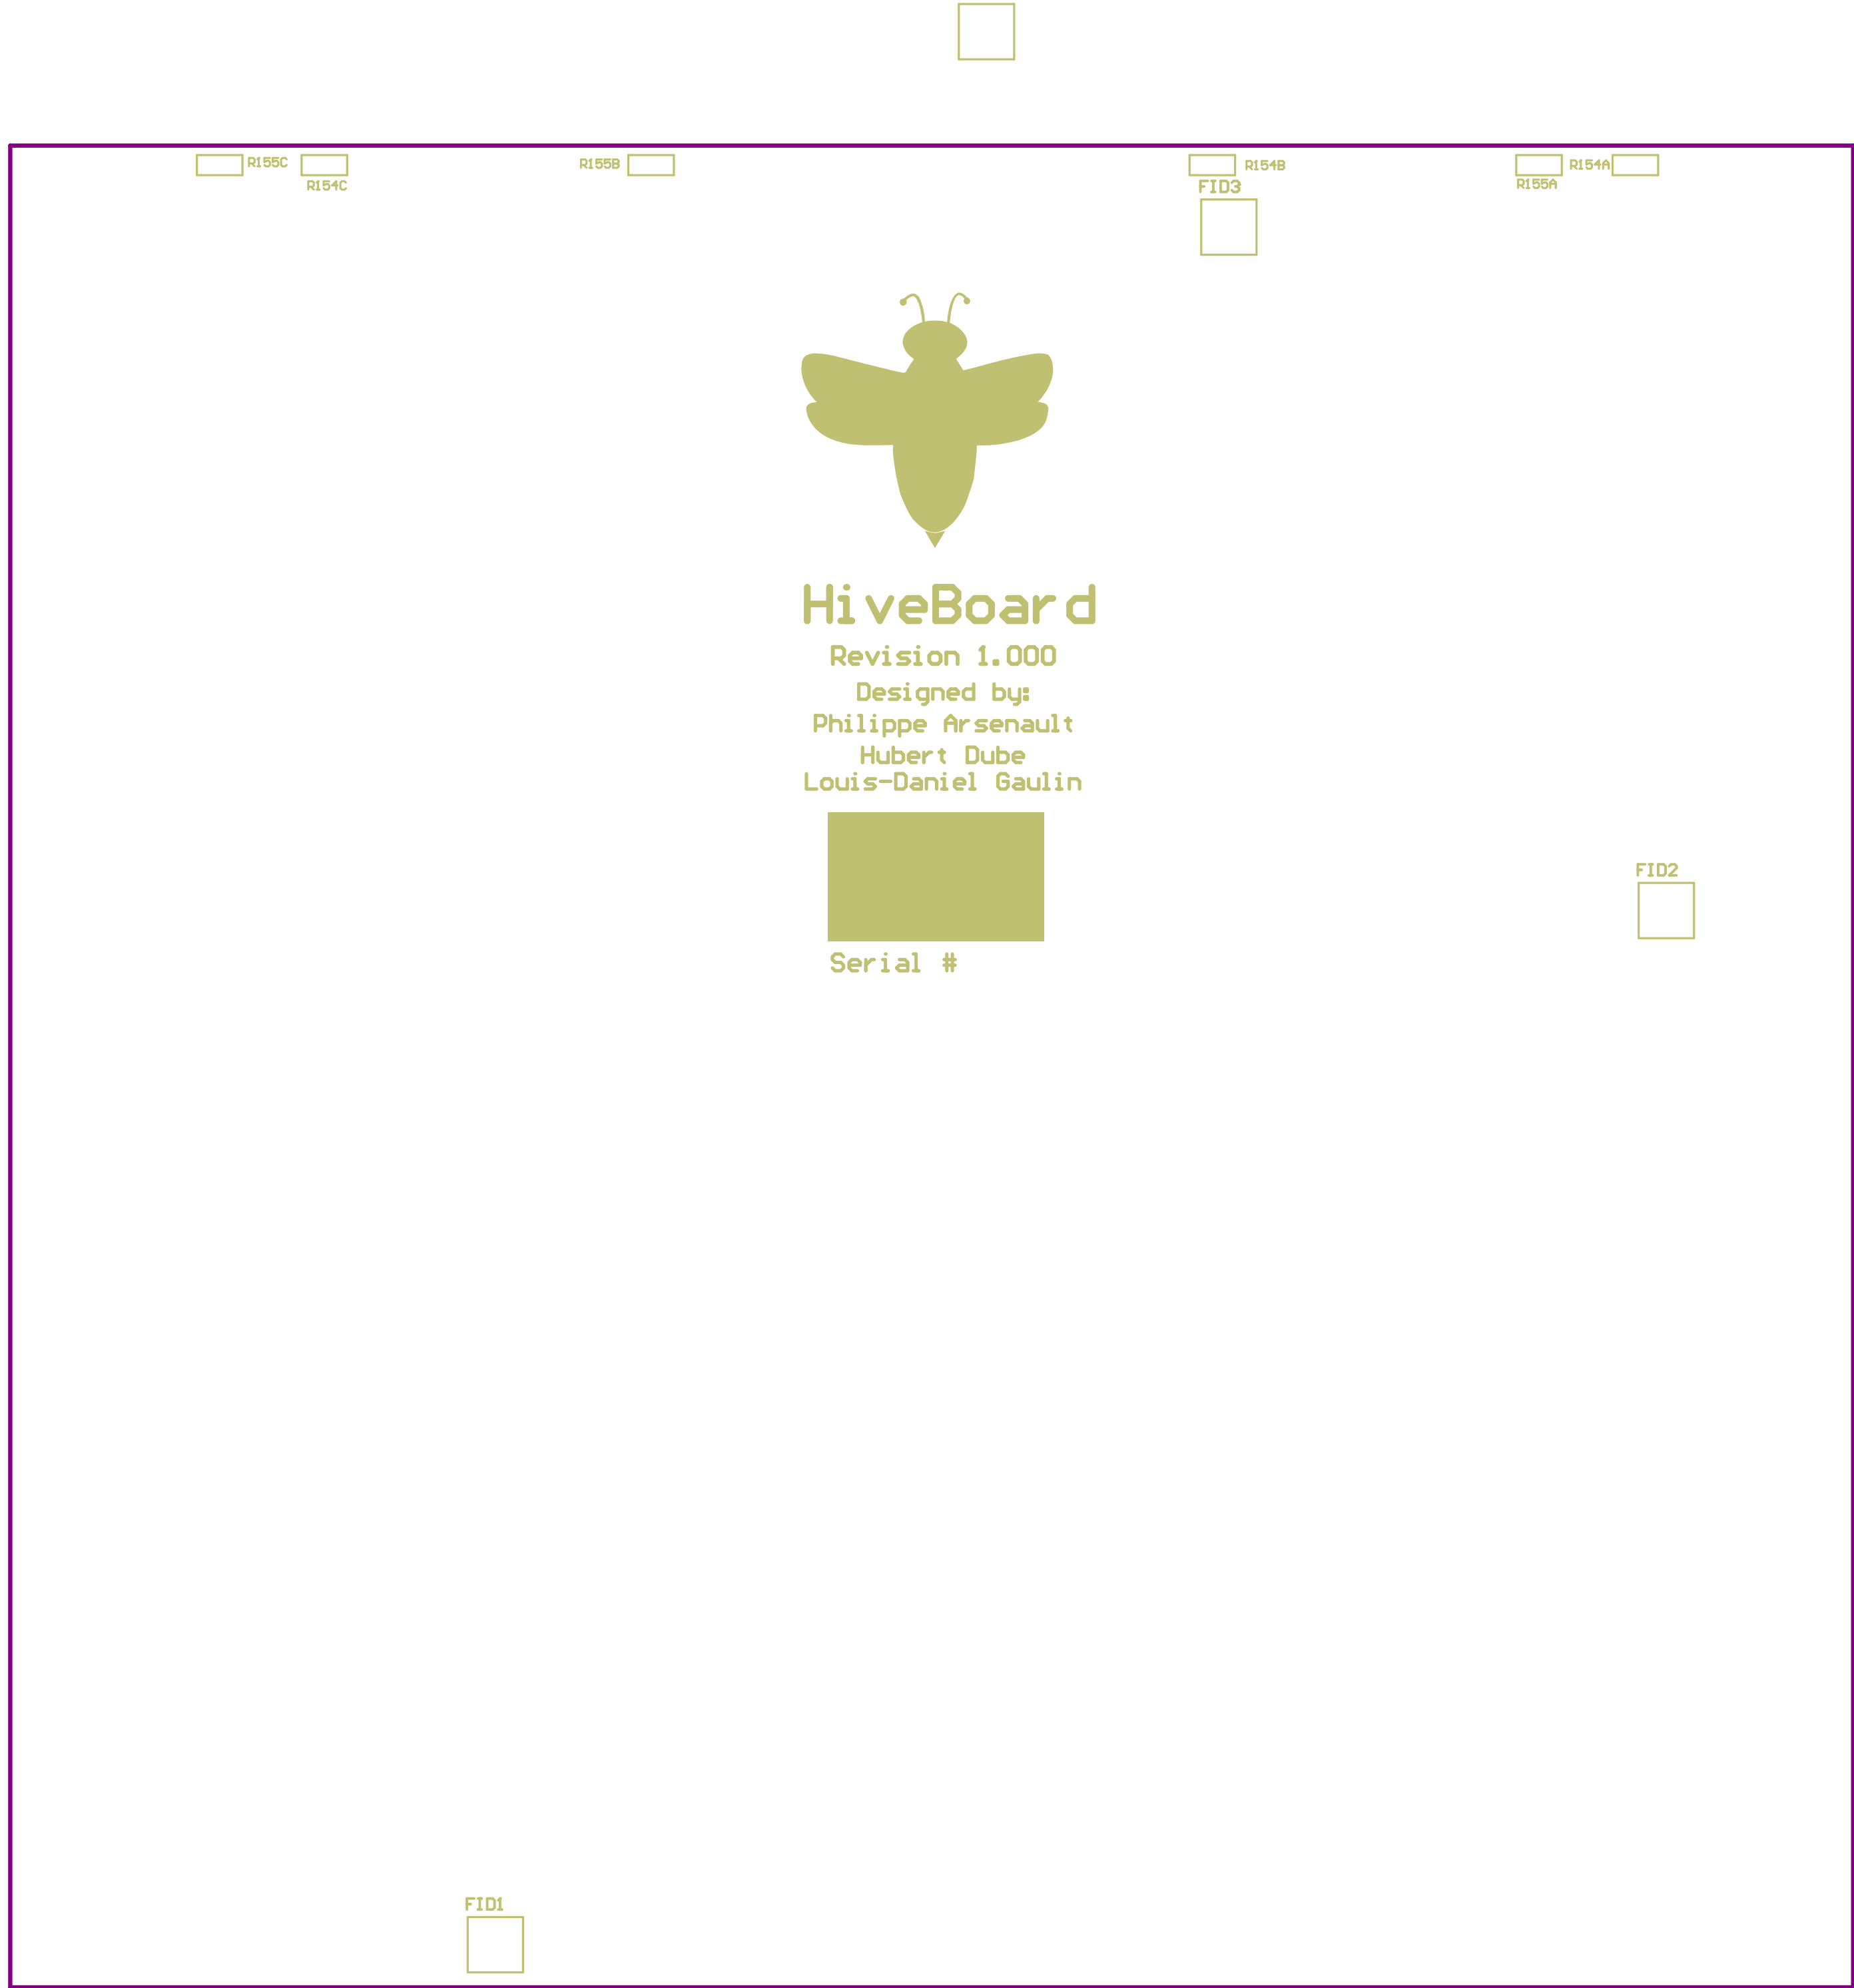 R155C
R155B
R154B
R154A
R154C
FID3
R155A
HiveBoard
Revision 1.000
Designed by:
Philippe Arsenault
Hubert Dube
Louis-Daniel Gaulin
FID2
Serial #
FID1